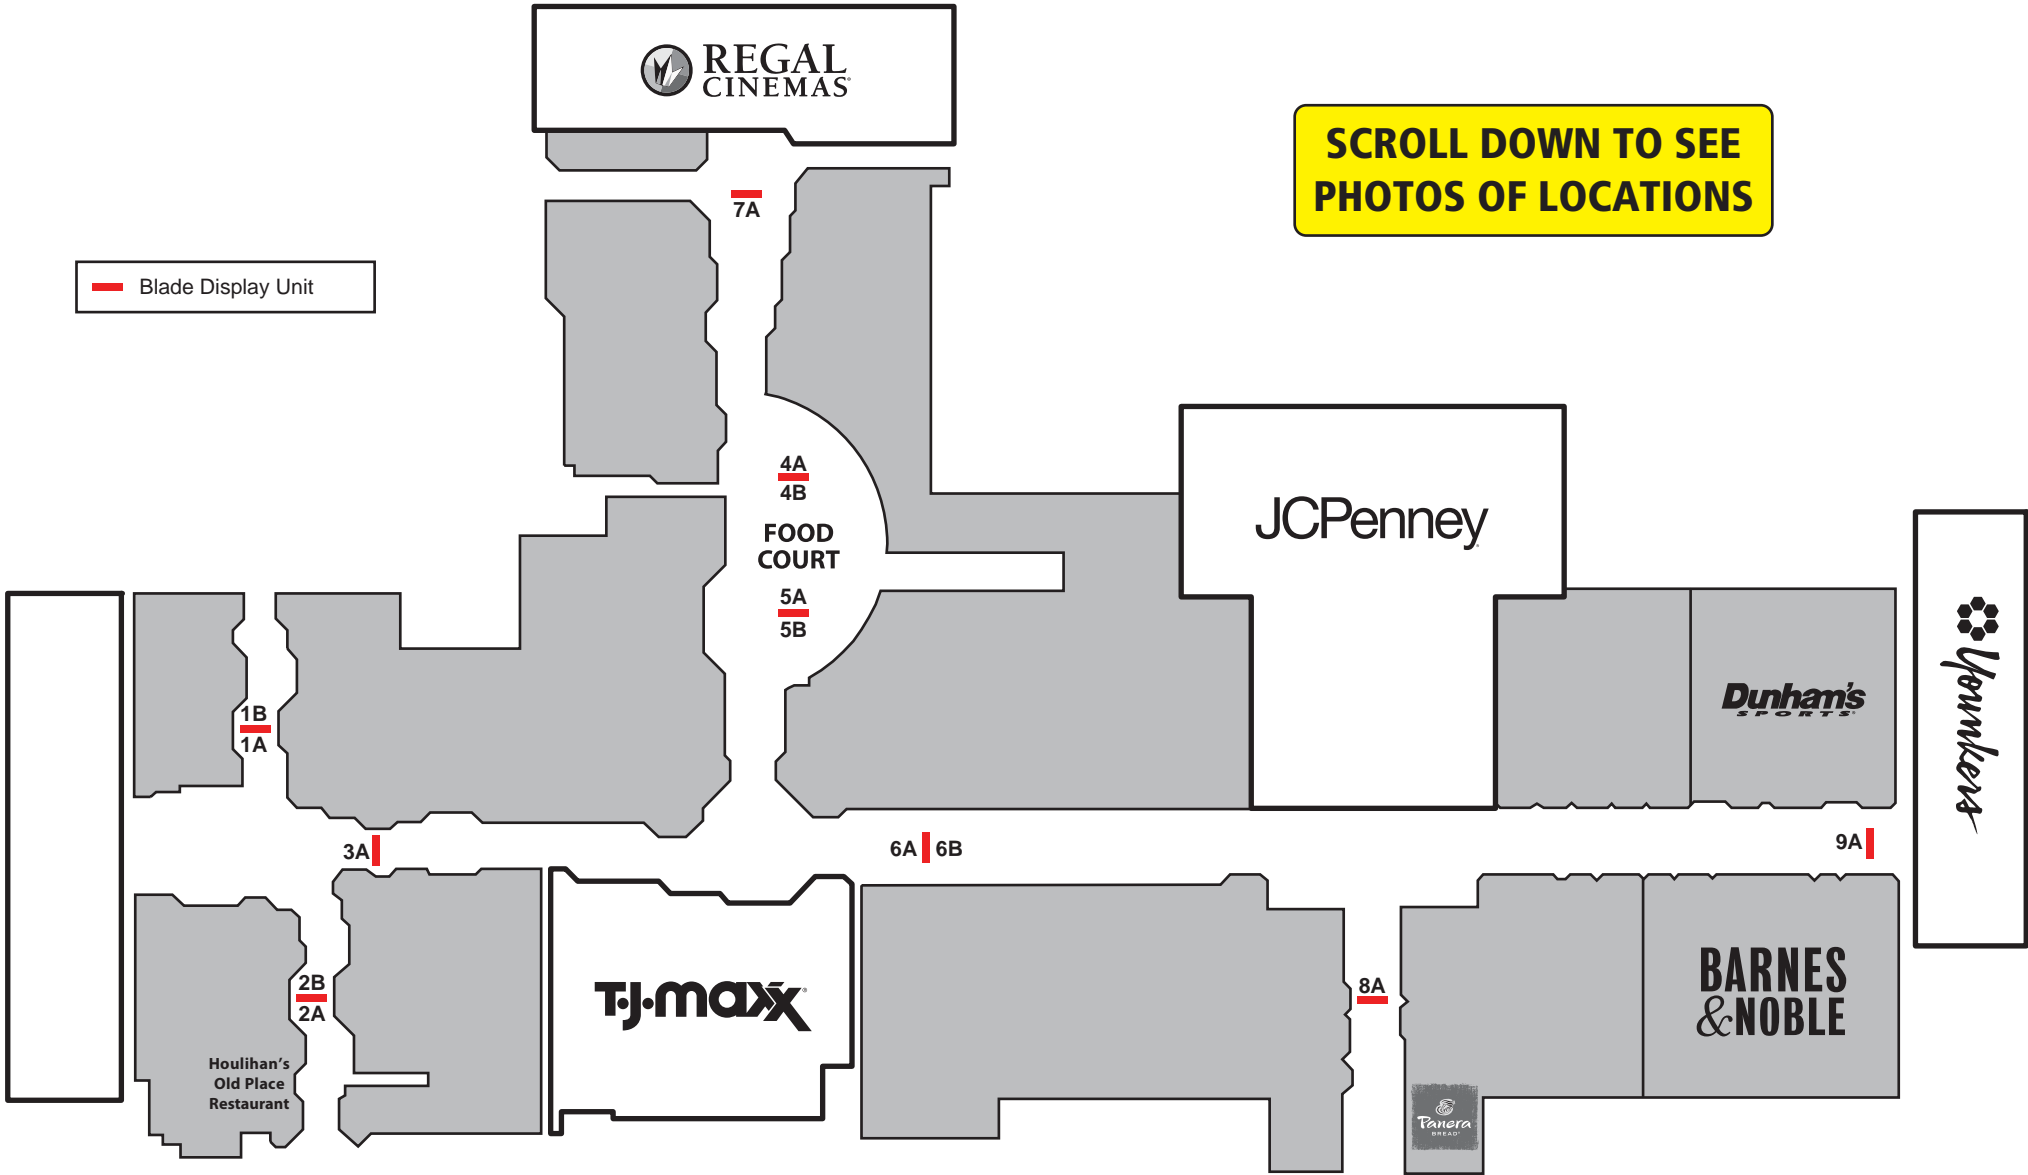 REGAL
CINEMAS
SCROLL DOWN TO SEE
PHOTOS OF LOCATIONS
7A
Blade Display Unit
4A
4B
FOOD
COURT
5A
5B
JCPenney
Dunham's
SPORTS
Younkers
1B
1A
3A
6A
6B
9A
2B
2A
T.J.maxx
8A
BARNES
&NOBLE
Houlihan's
Old Place
Restaurant
Panera
BREAD